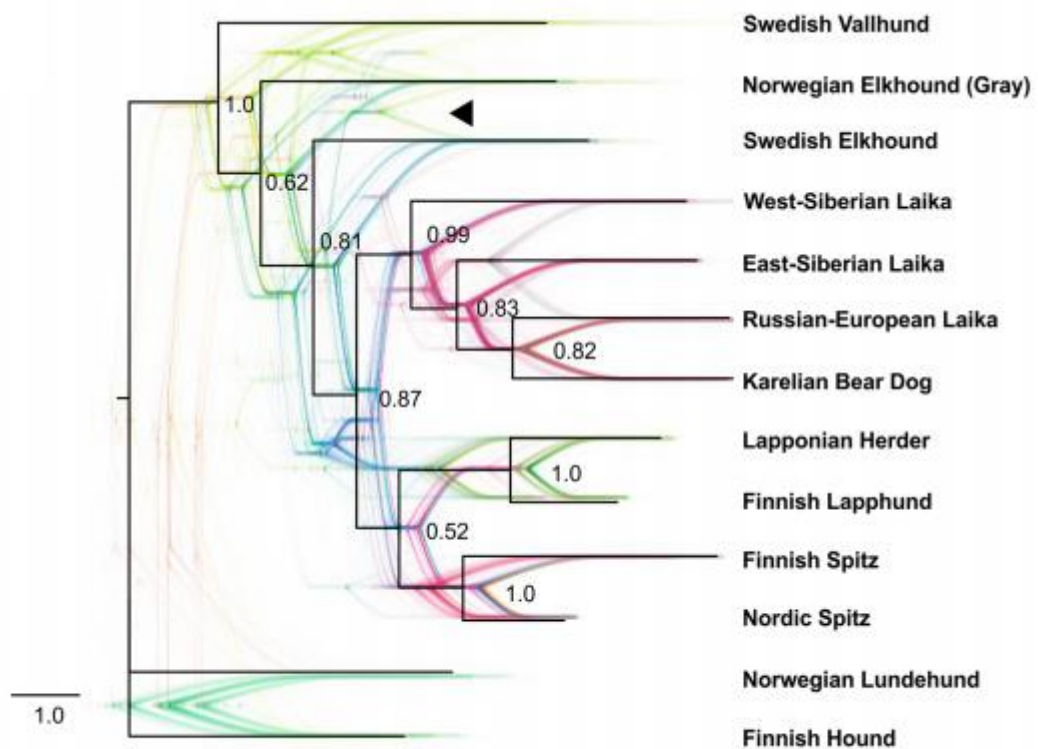 Swedish Vallhund
Norwegian Elkhound (Gray)
1.0
Swedish Elkhound
0.62
West-Siberian Laika
0.81
0.99
East-Siberian Laika
0.83
Russian-European Laika
0.82
Karelian Bear Dog
0.87
Lapponian Herder
1.0
Finnish Lapphund
0.52
Finnish Spitz
1.0
Nordic Spitz
Norwegian Lundehund
1.0
Finnish Hound